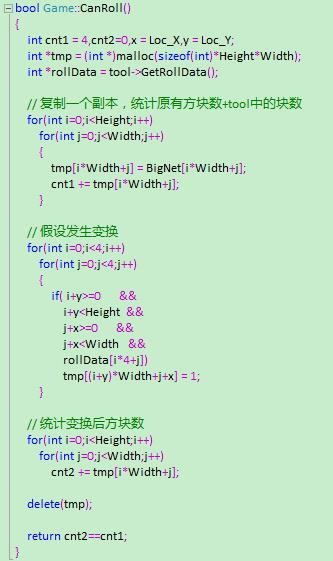 bool Game::CanRoll()
{
int cnt1 = 4,cnt2=0,x = Loc_X,y = Loc_Y;
int *tmp = (int *)malloc(sizeof(int)*Height*Width);
int *rollData = tool->GetRollData();
// 复制一个副本，统计原有方块数+tool中的块数
for(int i=0;i<Height;i++)
for(int j=0;j<Width;j++)
{
tmp[i*Width+j] = BigNet[i*Width+j];
cnt1 += tmp[i*Width+j];
}
// 假设发生变换
for(int i=0;i<4;i++)
for(int j=0;j<4;j++)
{
if( i+y>=0 &&
i+y<Height &&
j+x>=0 &&
j+x<Width &&
rollData[i*4+j])
tmp[(i+y)*Width+j+x] = 1;
}
// 统计变换后方块数
for(int i=0;i<Height;i++)
for(int j=0;j<Width;j++)
cnt2 += tmp[i*Width+j];
delete(tmp);
return cnt2==cnt1;
}